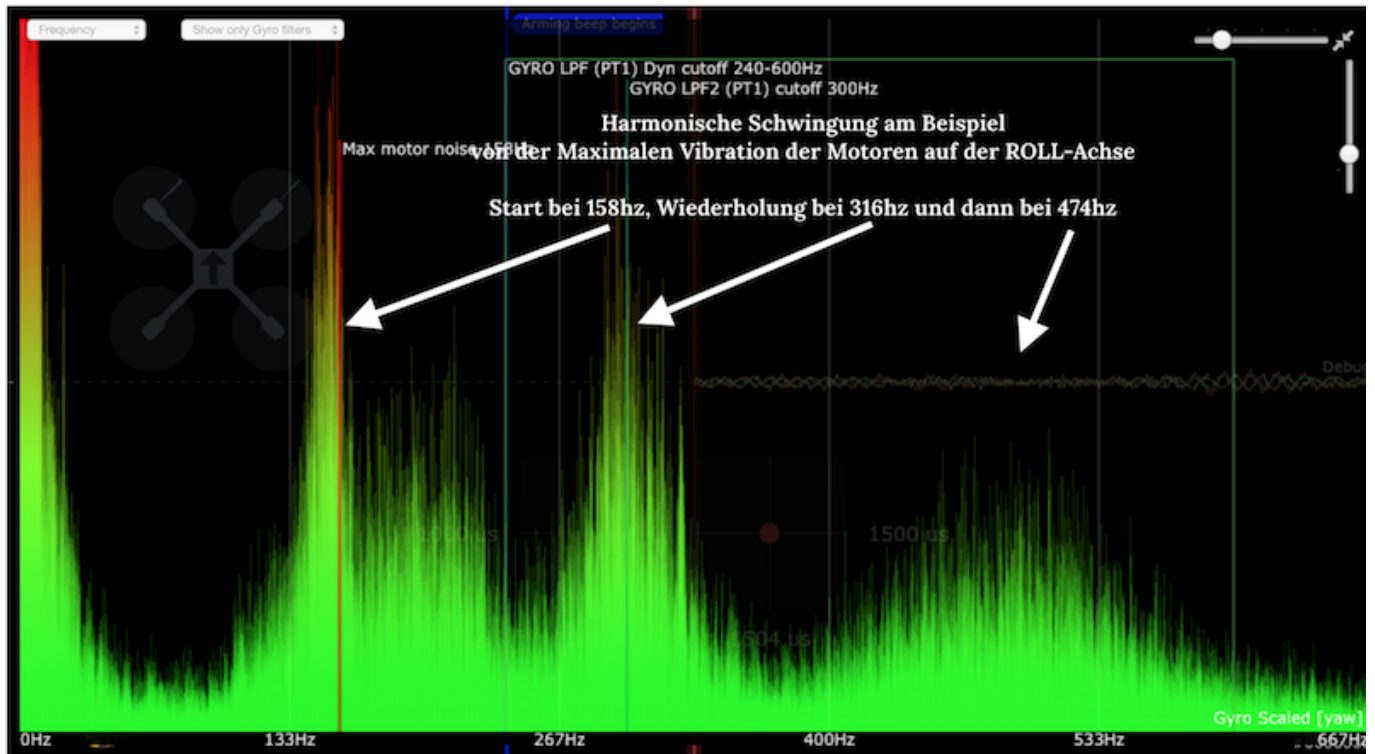 Frequency
Show only Gyro filters
Arming beep begins
GYRO LPF (PT1) Dyn cutoff 240-600Hz
GYRO LPF2 (PT1) cutoff 300Hz
Harmonische Schwingung am Beispiel
Max motor noise 158Hz
von der Maximalen Vibration der Motoren auf der ROLL-Achse
Start bei 158hz, Wiederholung bei 316hz und dann bei 474hz
Debug
1500 us
Gyro Scaled [yaw]
0Hz
133Hz
267Hz
400Hz
533Hz
667Hz